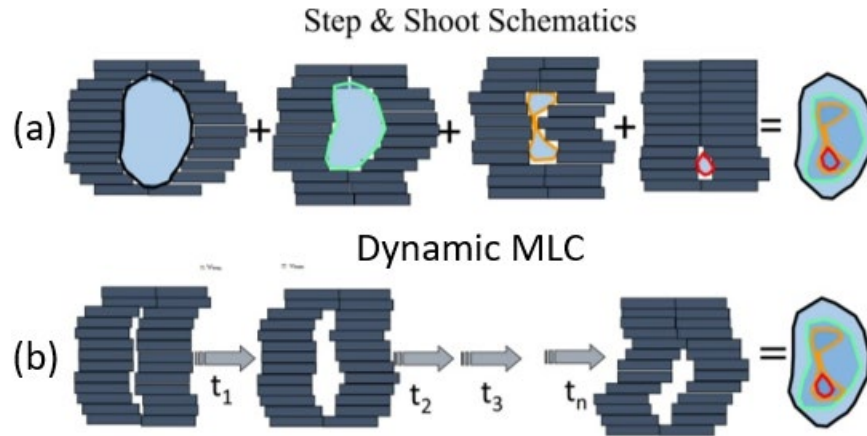 Step & Shoot Schematics
(a) + + + =
Dynamic MLC
(b) t1 t2 t3 tn =